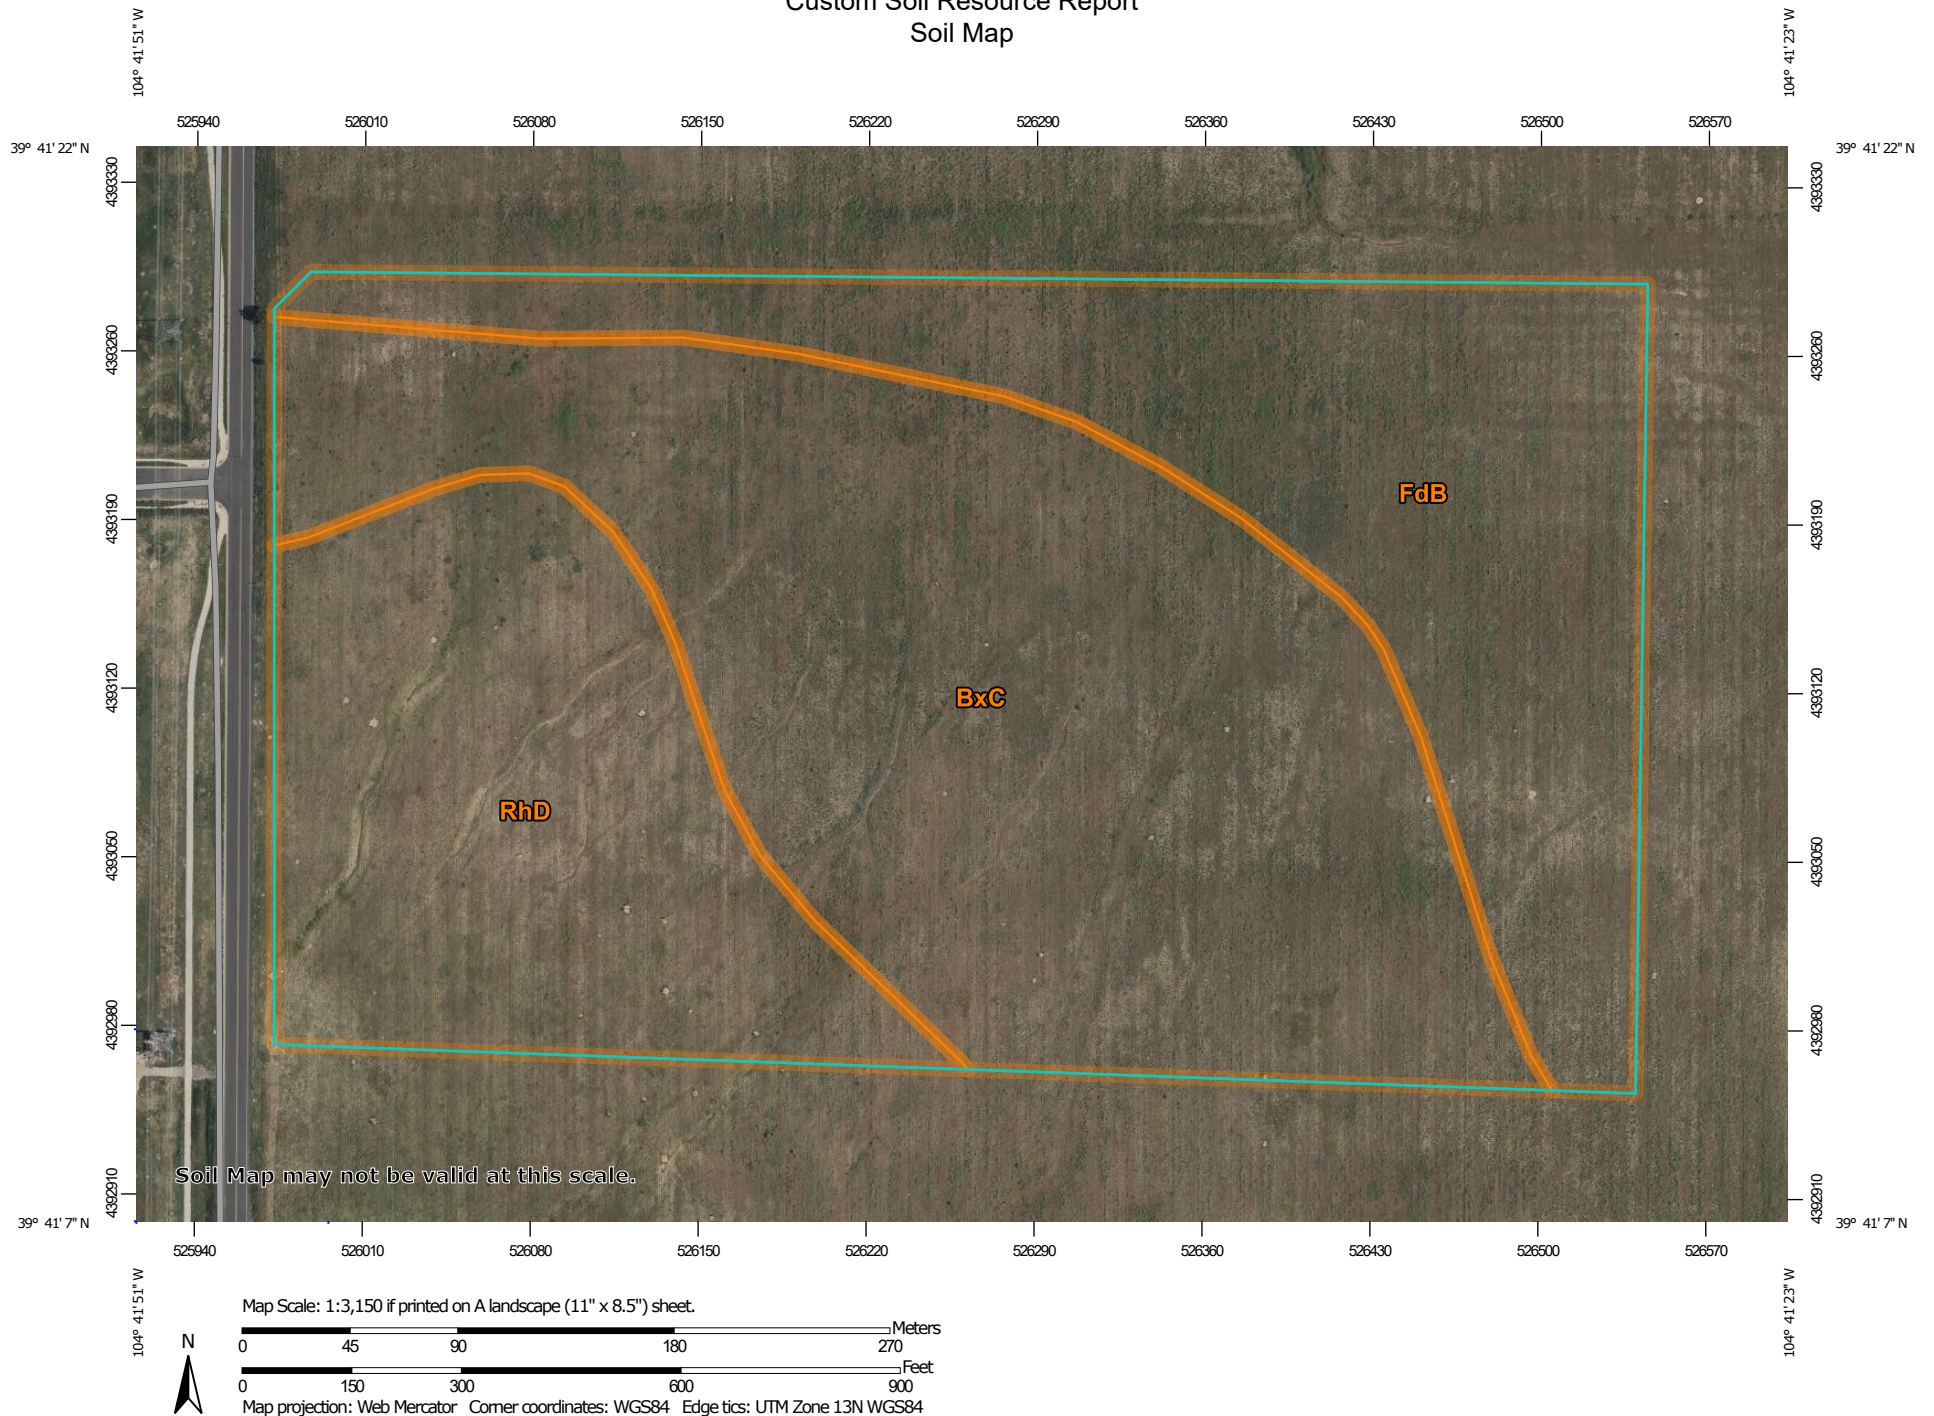 Custom Soil Resource Report
Soil Map
104° 41' 51" W
104° 41' 23" W
525940 526010 526080 526150 526220 526290 526360 526430 526500 526570
39° 41' 22" N
39° 41' 22" N
4393330
4393330
4393260
4393260
FdB
4393190
4393190
4393120
4393120
BxC
RhD
4393050
4393050
4392980
4392980
Soil Map may not be valid at this scale.
4392910
4392910
39° 41' 7" N
39° 41' 7" N
525940 526010 526080 526150 526220 526290 526360 526430 526500 526570
104° 41' 51" W
104° 41' 23" W
Map Scale: 1:3,150 if printed on A landscape (11" x 8.5") sheet.
Meters
0 45 90 180 270
N
Feet
0 150 300 600 900
Map projection: Web Mercator Corner coordinates: WGS84 Edge tics: UTM Zone 13N WGS84